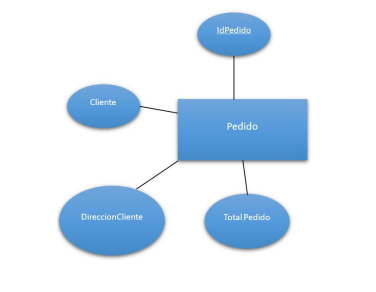 IdPedido
Cliente
Pedido
DireccionCliente
Total Pedido